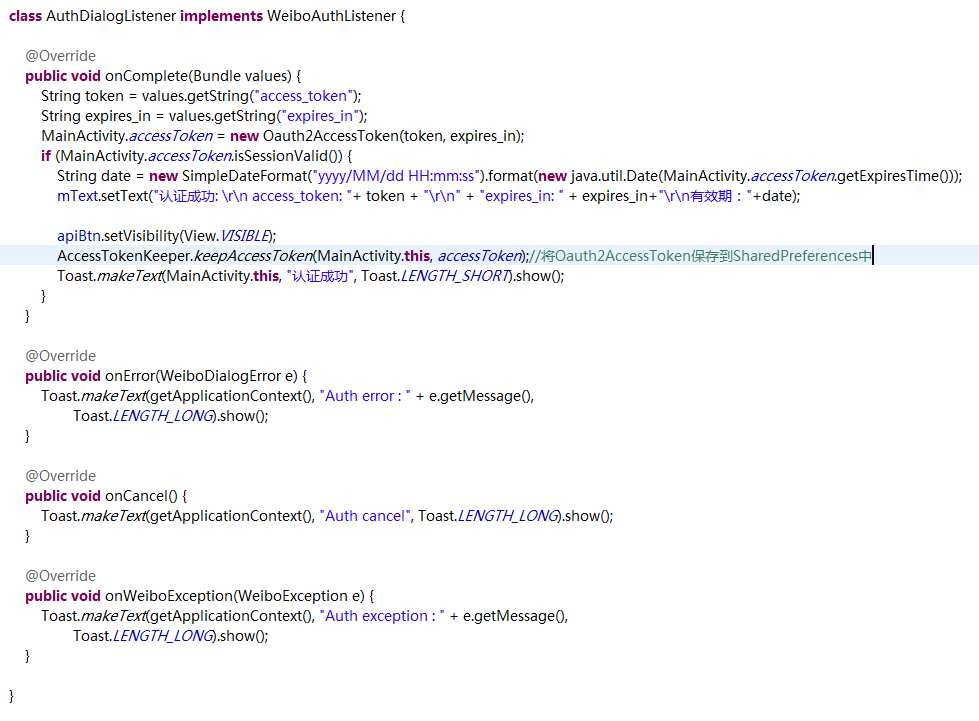 class AuthDialogListener implements WeiboAuthListener {
@Override
public void onComplete(Bundle values) {
String token = values.getString("access_token");
String expires_in = values.getString("expires_in");
MainActivity.accessToken = new Oauth2AccessToken(token, expires_in);
if (MainActivity.accessToken.isSessionValid()) {
String date = new SimpleDateFormat("yyyy/MM/dd HH:mm:ss").format(new java.util.Date(MainActivity.accessToken.getExpiresTime()));
mText.setText("认证成功: \r\n access_token: "+ token + "\r\n" + "expires_in: " + expires_in+"\r\n有效期："+date);
apiBtn.setVisibility(View.VISIBLE);
AccessTokenKeeper.keepAccessToken(MainActivity.this, accessToken);//将Oauth2AccessToken保存到SharedPreferences中
Toast.makeText(MainActivity.this, "认证成功", Toast.LENGTH_SHORT).show();
}
}
@Override
public void onError(WeiboDialogError e) {
Toast.makeText(getApplicationContext(), "Auth error : " + e.getMessage(),
Toast.LENGTH_LONG).show();
}
@Override
public void onCancel() {
Toast.makeText(getApplicationContext(), "Auth cancel", Toast.LENGTH_LONG).show();
}
@Override
public void onWeiboException(WeiboException e) {
Toast.makeText(getApplicationContext(), "Auth exception : " + e.getMessage(),
Toast.LENGTH_LONG).show();
}
}